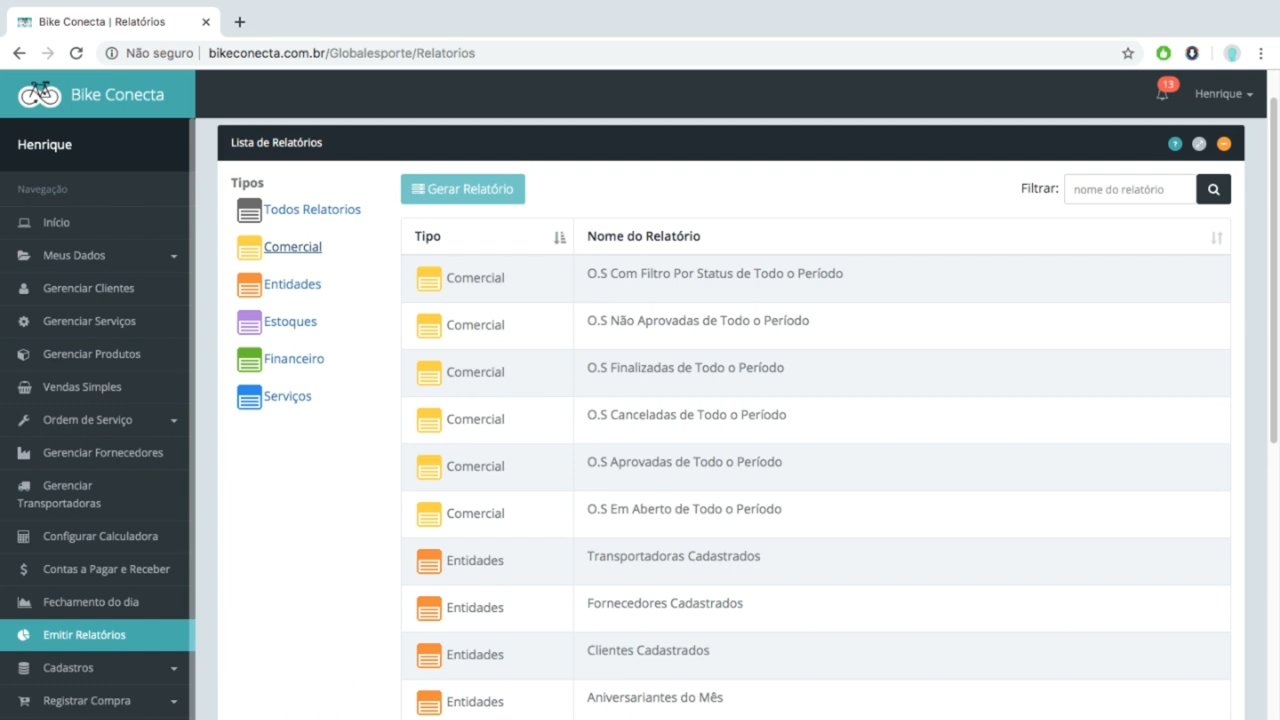 Bike Conecta | Relatórios
Não seguro | bikeconecta.com.br/Globalesporte/Relatorios
Bike Conecta
13
Henrique
Henrique
Navegação
Início
Meus Dados
Gerenciar Clientes
Gerenciar Serviços
Gerenciar Produtos
Vendas Simples
Ordem de Serviço
Gerenciar Fornecedores
Gerenciar
Transportadoras
Configurar Calculadora
Contas a Pagar e Receber
Fechamento do dia
Emitir Relatórios
Cadastros
Registrar Compra
Lista de Relatórios
Tipos
Todos Relatorios
Comercial
Entidades
Estoques
Financeiro
Serviços
Gerar Relatório
Filtrar: nome do relatório
Tipo Nome do Relatório
Comercial O.S Com Filtro Por Status de Todo o Período
Comercial O.S Não Aprovadas de Todo o Período
Comercial O.S Finalizadas de Todo o Período
Comercial O.S Canceladas de Todo o Período
Comercial O.S Aprovadas de Todo o Período
Comercial O.S Em Aberto de Todo o Período
Entidades Transportadoras Cadastrados
Entidades Fornecedores Cadastrados
Entidades Clientes Cadastrados
Entidades Aniversariantes do Mês